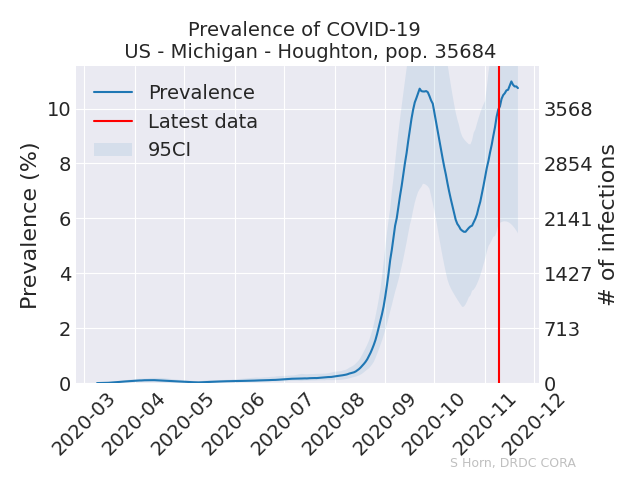 Prevalence of COVID-19
US - Michigan - Houghton, pop. 35684
Prevalence
Latest data
95CI
Prevalence (%)
10
8
6
4
2
0
3568
2854
2141
1427
713
0
# of infections
2020-03
2020-04
2020-05
2020-06
2020-07
2020-08
2020-09
2020-10
2020-11
2020-12
S Horn, DRDC CORA